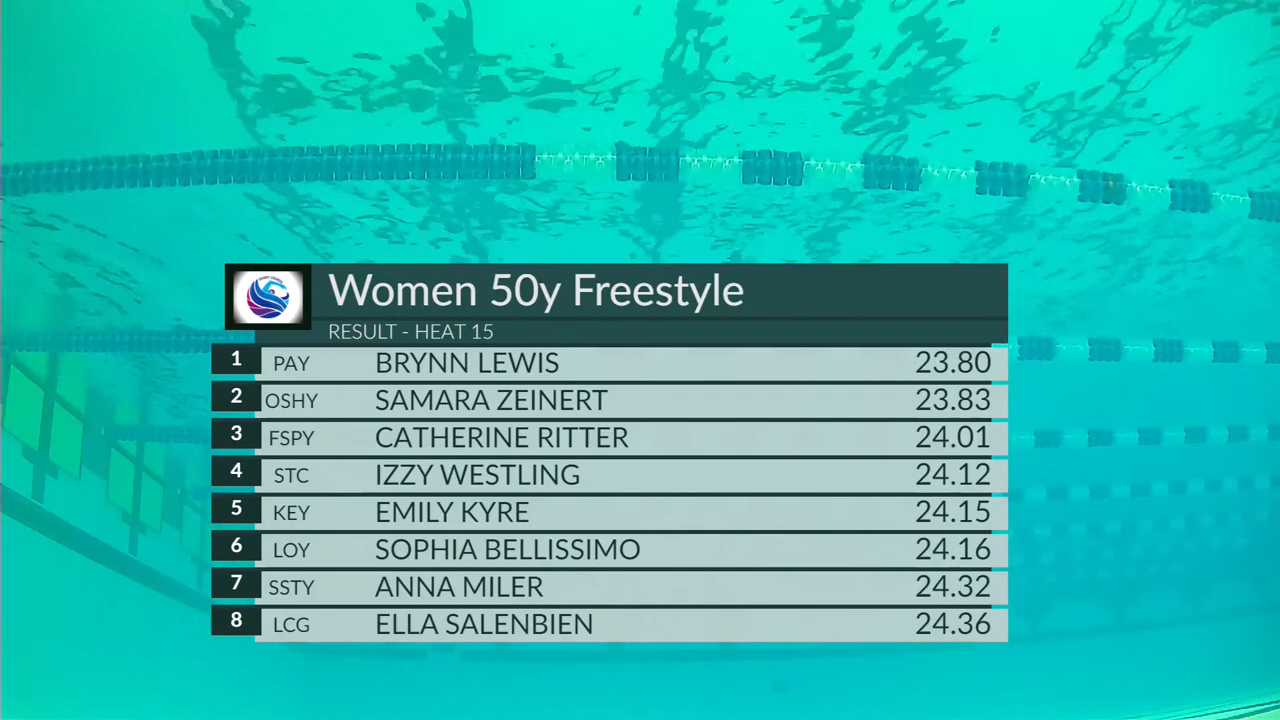 Women 50y Freestyle
RESULT - HEAT 15
1 PAY BRYNN LEWIS 23.80
2 OSHY SAMARA ZEINERT 23.83
3 FSPY CATHERINE RITTER 24.01
4 STC IZZY WESTLING 24.12
5 KEY EMILY KYRE 24.15
6 LOY SOPHIA BELLISSIMO 24.16
7 SSTY ANNA MILER 24.32
8 LCG ELLA SALENBIEN 24.36